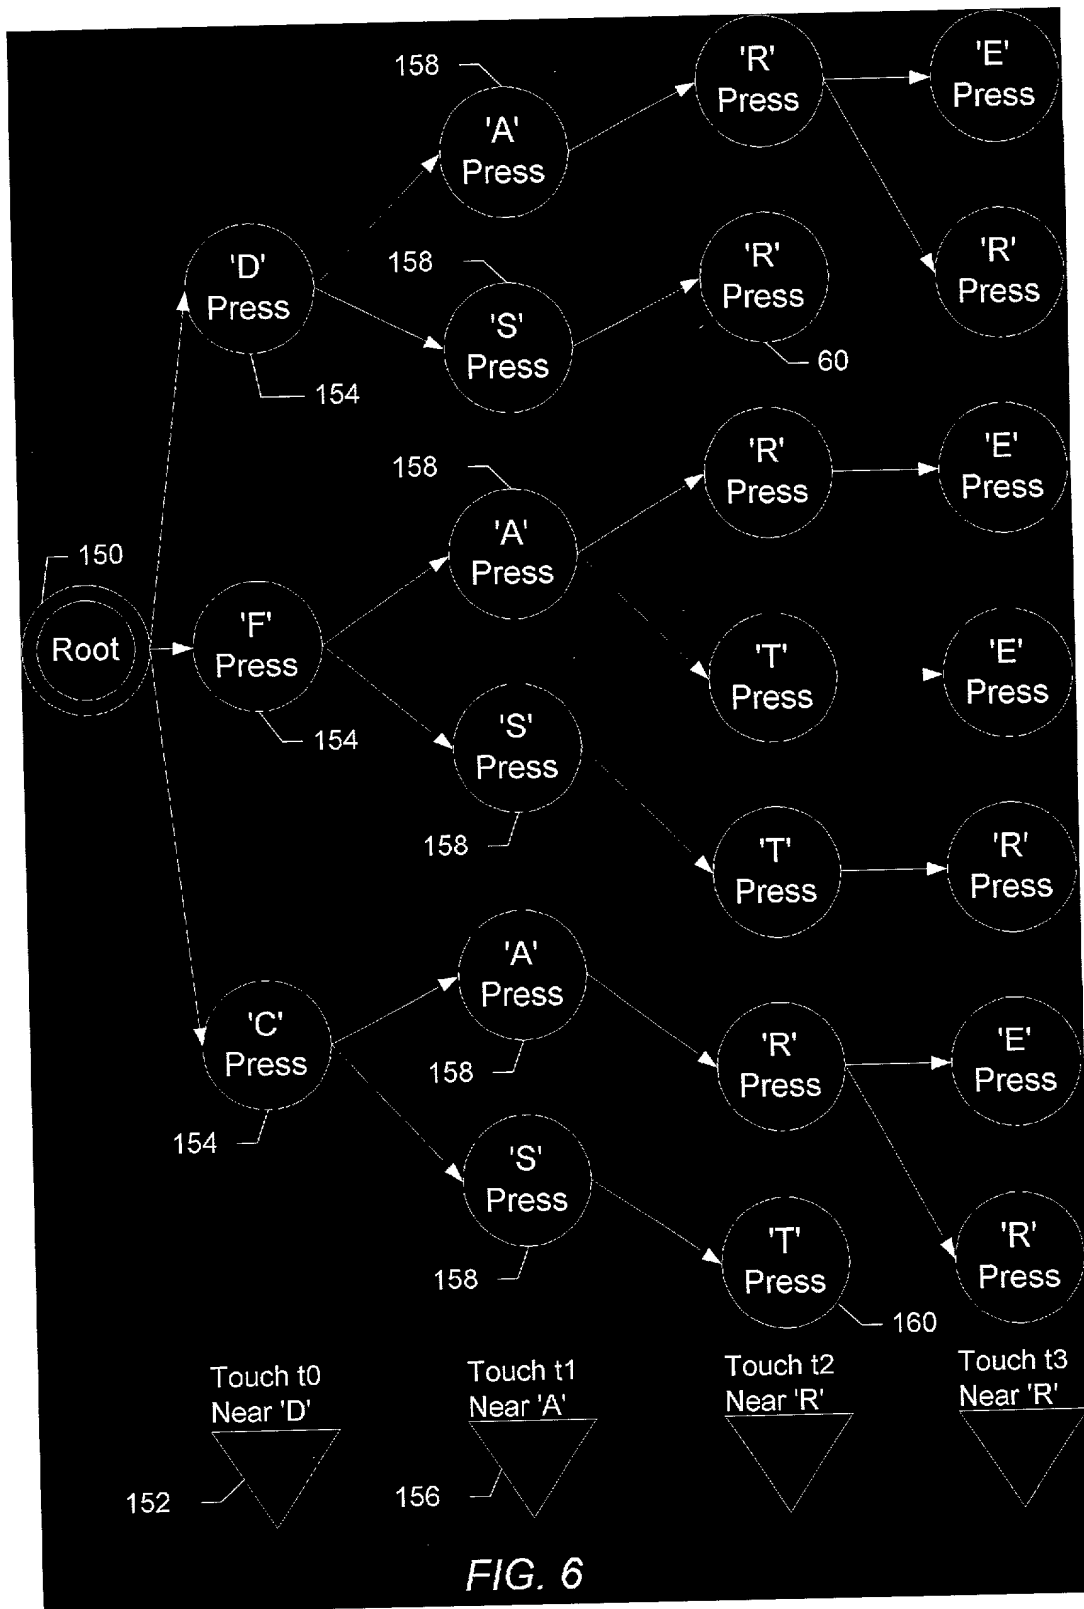 158
'A'
Press
'R'
Press
'E'
Press
'D'
Press
154
158
'S'
Press
'R'
Press
60
'R'
Press
150
Root
158
'A'
Press
'R'
Press
'E'
Press
'F'
Press
154
'T'
Press
'E'
Press
'S'
Press
158
'T'
Press
'R'
Press
'C'
Press
154
'A'
Press
158
'R'
Press
'E'
Press
'S'
Press
158
'T'
Press
160
'R'
Press
Touch t0
Near 'D'
152
Touch t1
Near 'A'
156
Touch t2
Near 'R'
Touch t3
Near 'R'
FIG. 6